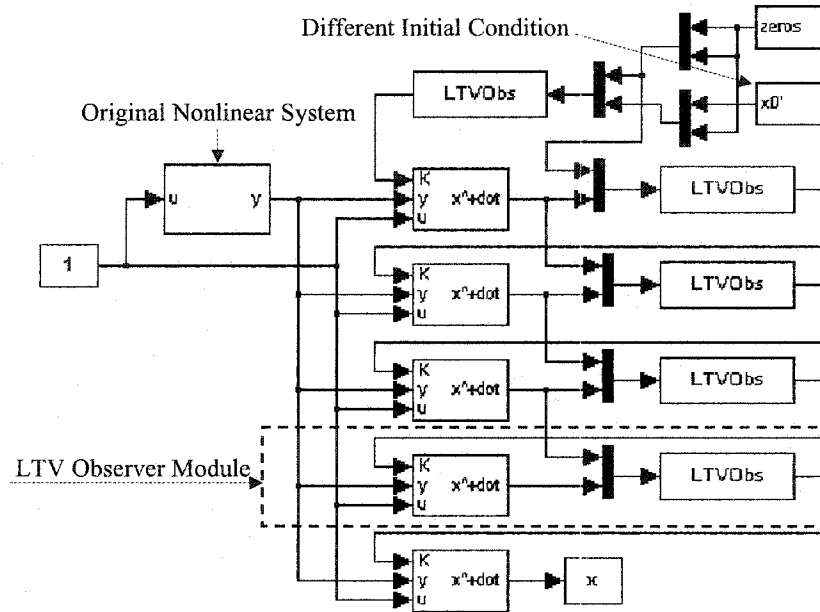 Different Initial Condition
zeros
x0'
LTVObs
Original Nonlinear System
u y
K
y x^+dot
u
LTVObs
1
K
y x^+dot
u
LTVObs
K
y x^+dot
u
LTVObs
LTV Observer Module
K
y x^+dot
u
LTVObs
K
y x^+dot
u
x